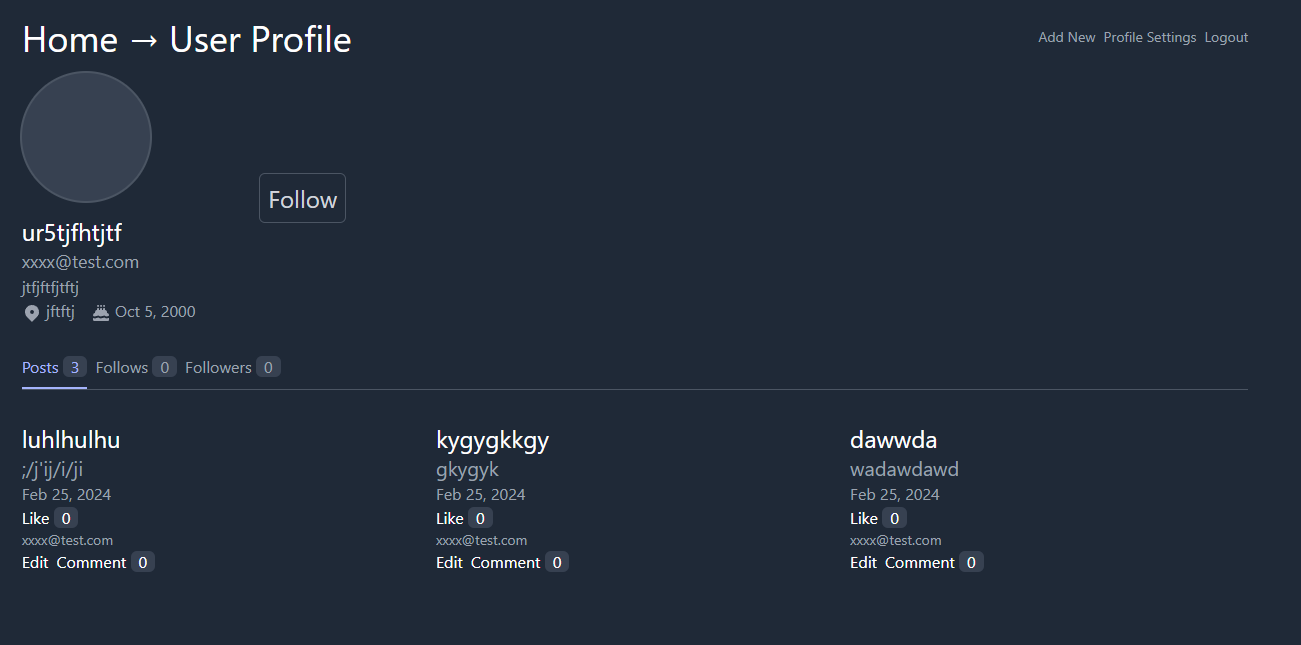 Home → User Profile
Add New Profile Settings Logout
Follow
ur5tjfhtjtf
xxxx@test.com
jtfjftfjtftj
jftftj Oct 5, 2000
Posts 3 Follows 0 Followers 0
luhlhulhu
;/j'ij/i/ji
Feb 25, 2024
Like 0
xxxx@test.com
Edit Comment 0
kygygkkgy
gkygyk
Feb 25, 2024
Like 0
xxxx@test.com
Edit Comment 0
dawwda
wadawdawd
Feb 25, 2024
Like 0
xxxx@test.com
Edit Comment 0